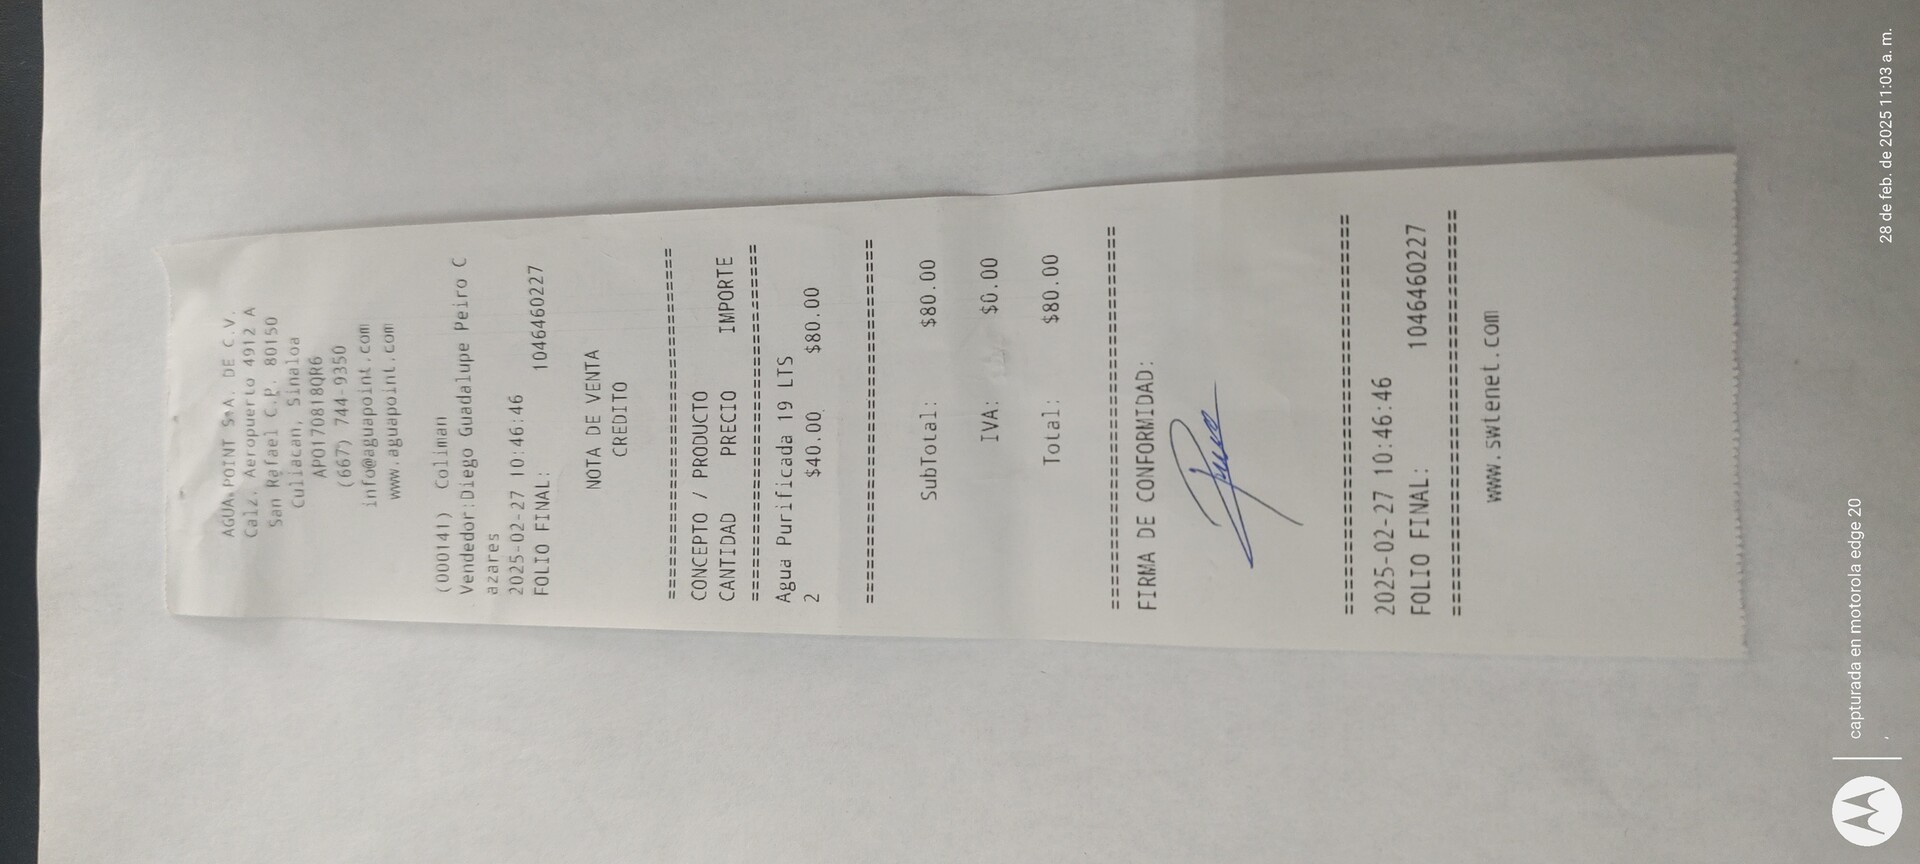 AGUA POINT S.A. DE C.V.
Calz. Aeropuerto 4912 A
San Rafael C.P. 80150
Culiacan, Sinaloa
APO170818QR6
(667) 744-9350
info@aguapoint.com
www.aguapoint.com
(000141) Coliman
Vendedor:Diego Guadalupe Peiro C
azares
2025-02-27 10:46:46
FOLIO FINAL: 1046460227
NOTA DE VENTA
CREDITO
==============================
CONCEPTO / PRODUCTO
CANTIDAD PRECIO IMPORTE
==============================
Agua Purificada 19 LTS
2 $40.00 $80.00
==============================
SubTotal: $80.00
IVA: $0.00
Total: $80.00
==============================
FIRMA DE CONFORMIDAD:
==============================
2025-02-27 10:46:46
FOLIO FINAL: 1046460227
==============================
www.swtenet.com
capturada en motorola edge 20
28 de feb. de 2025 11:03 a. m.